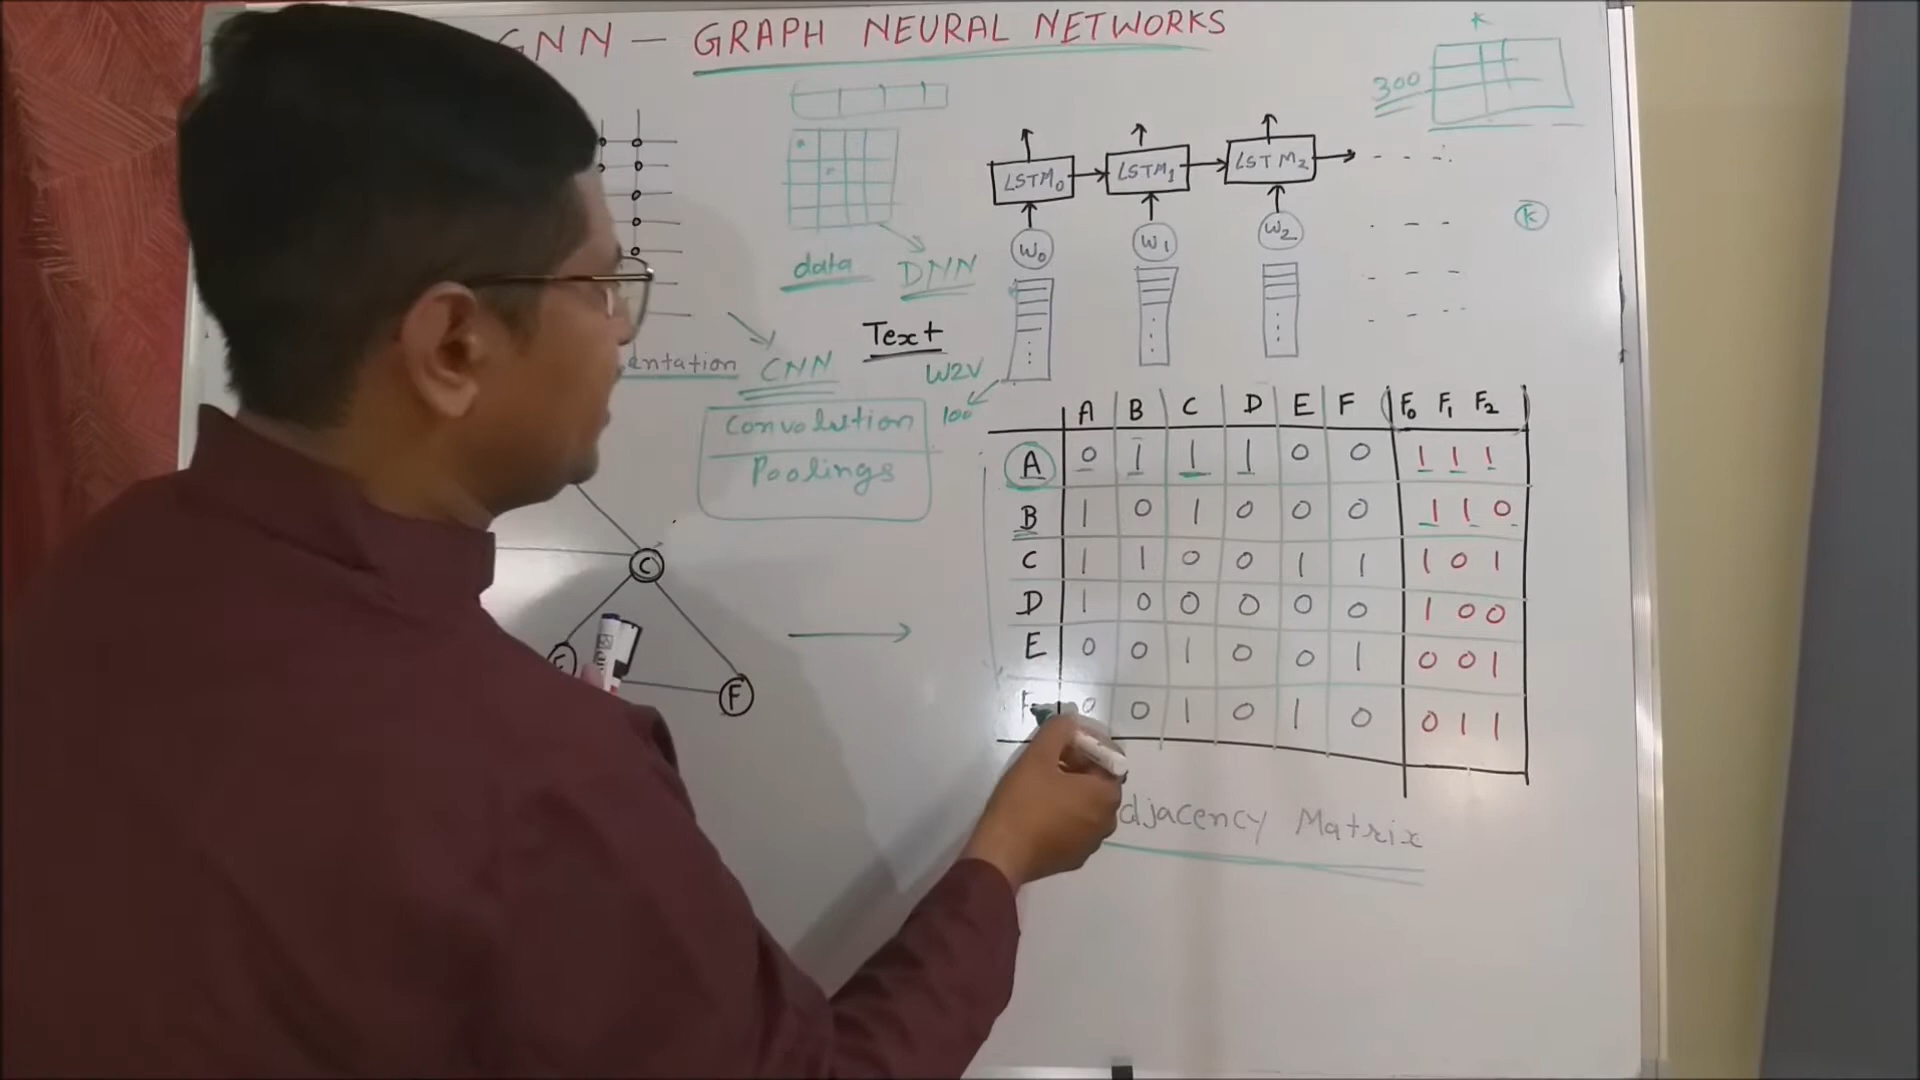 GNN — GRAPH NEURAL NETWORKS
K
300
LSTM0 LSTM1 LSTM2
W0 W1 W2
K
data DNN
Text
CNN
W2V
100
Convolution
Poolings
A B C D E F F0 F1 F2
A 0 1 1 1 0 0 1 1 1
B 1 0 1 0 0 0 1 1 0
C 1 1 0 0 1 1 1 0 1
D 1 0 0 0 0 0 1 0 0
E 0 0 1 0 0 1 0 0 1
F 0 0 1 0 1 0 0 1 1
C
E
F
Matrix